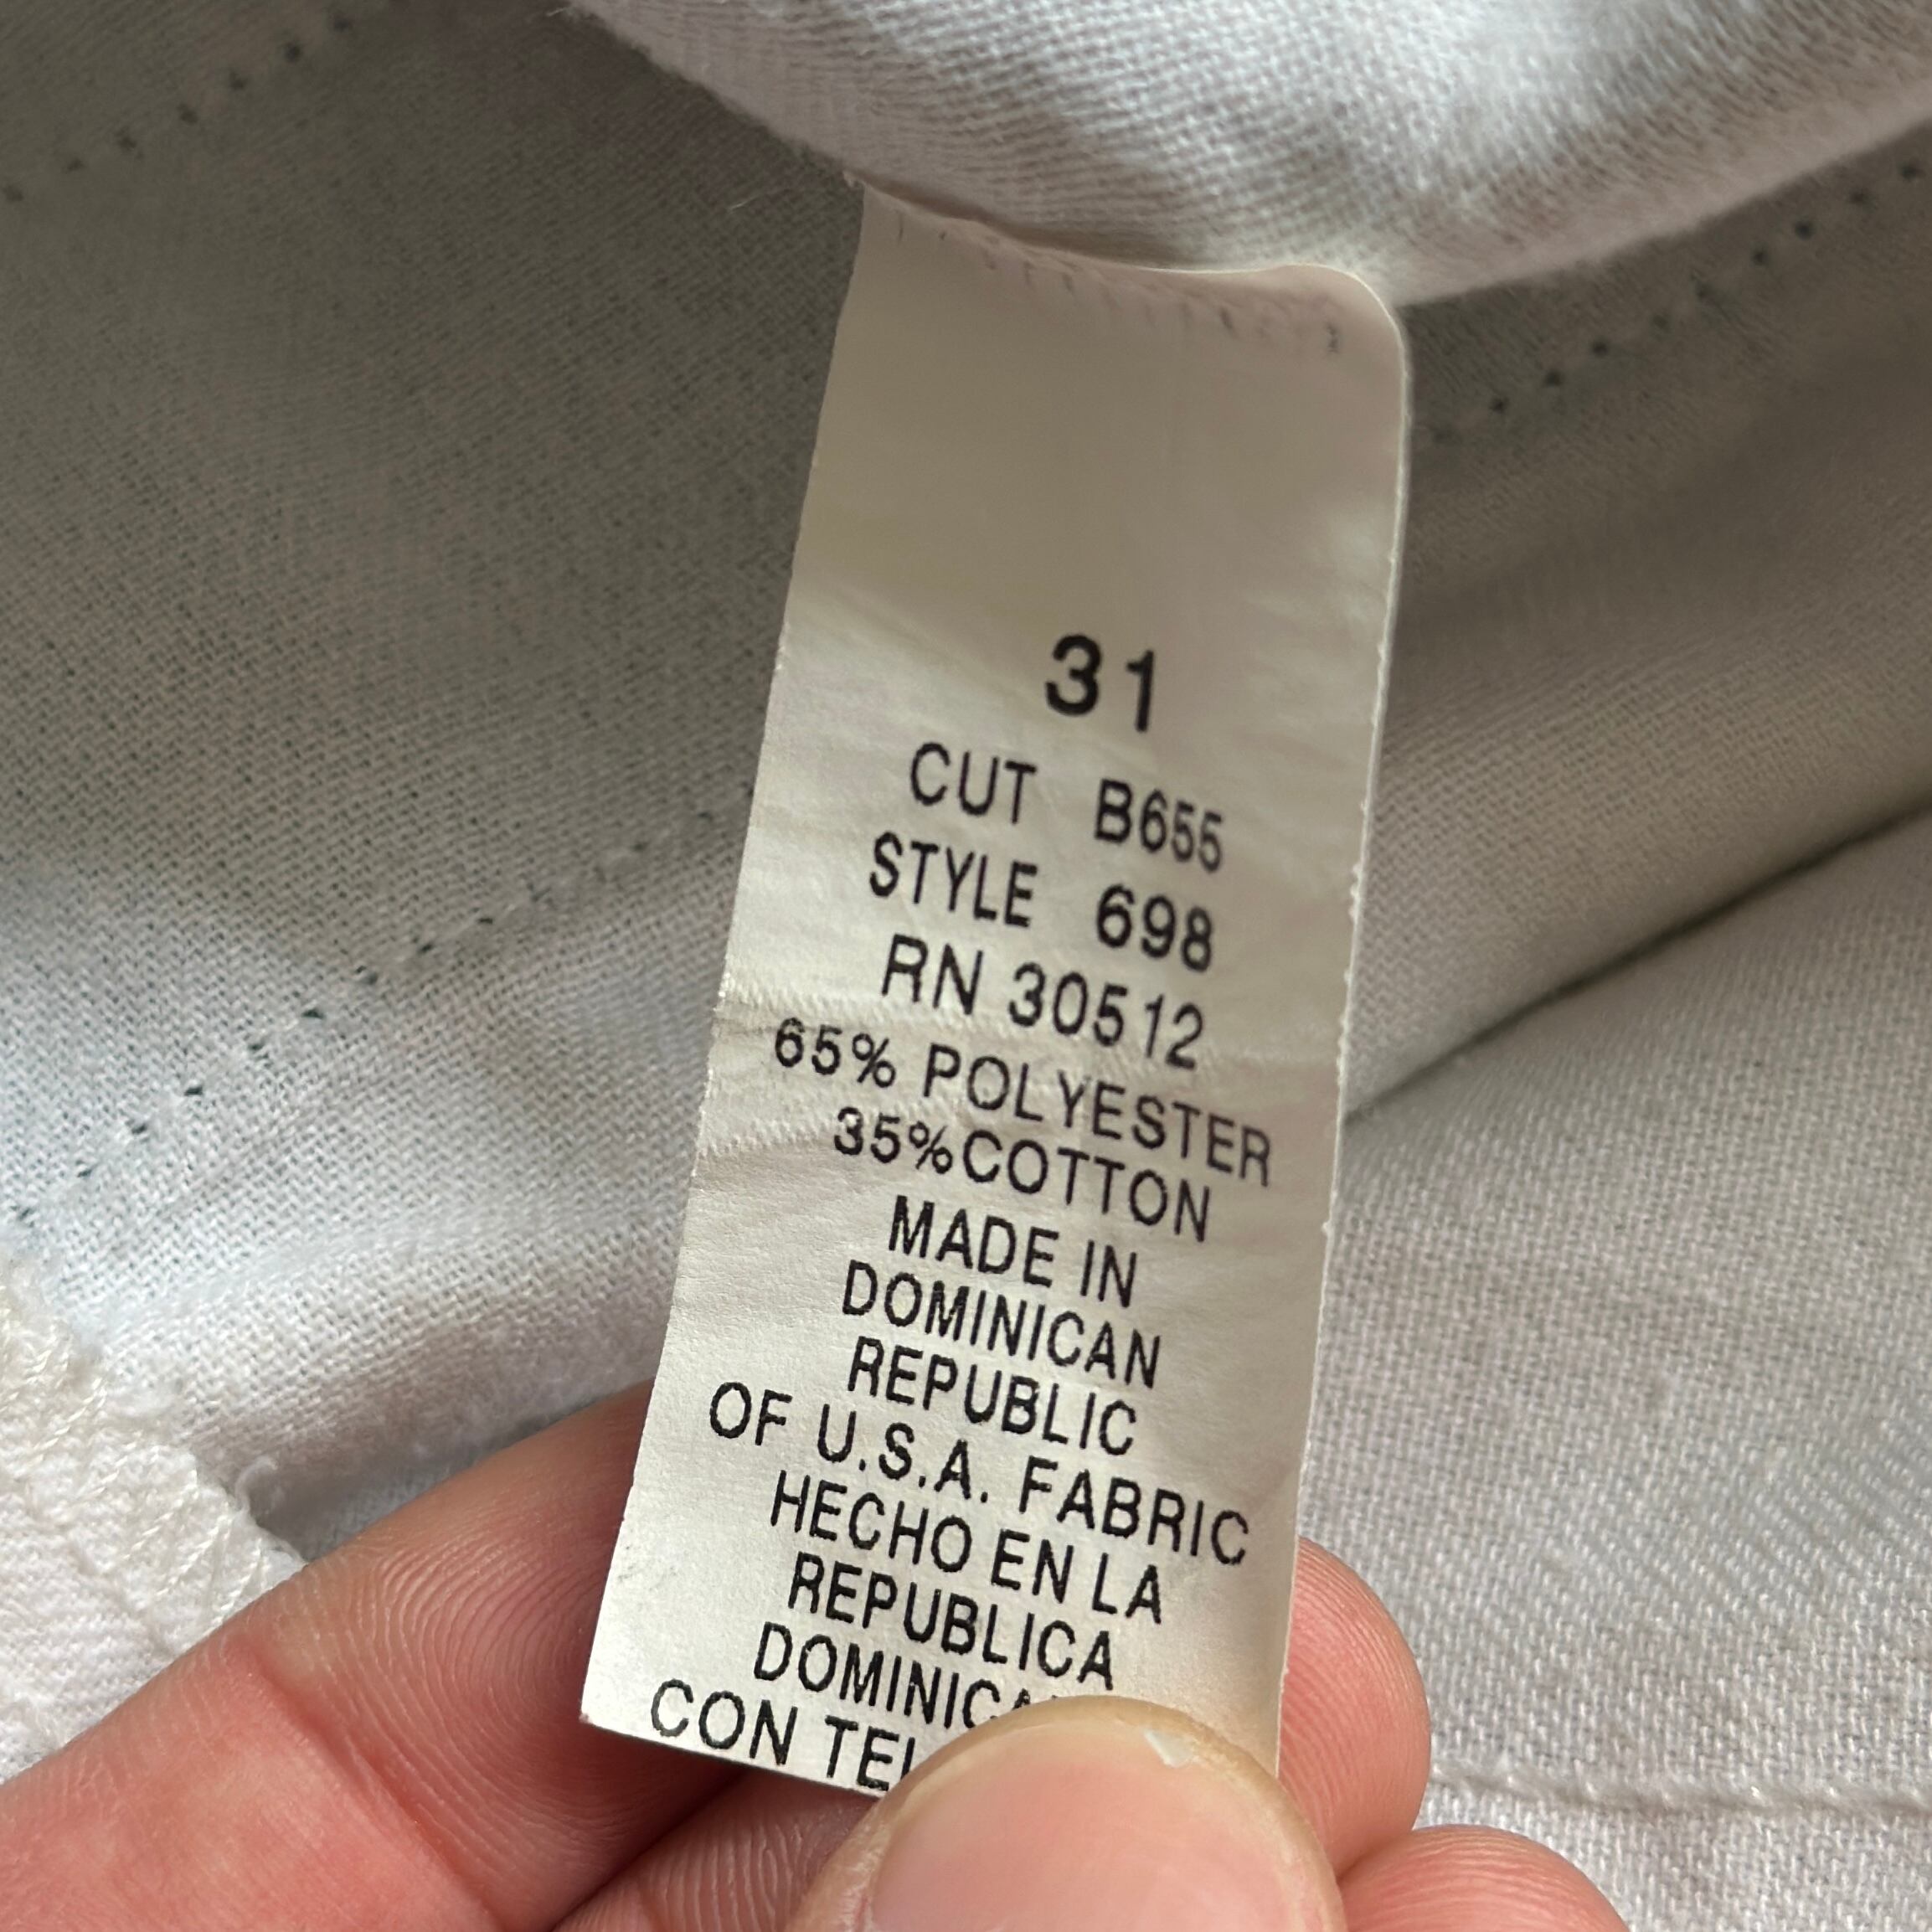 31
CUT B655
STYLE 698
RN 30512
65% POLYESTER
35%COTTON
MADE IN
DOMINICAN
REPUBLIC
OF U.S.A. FABRIC
HECHO EN LA
REPUBLICA
CON